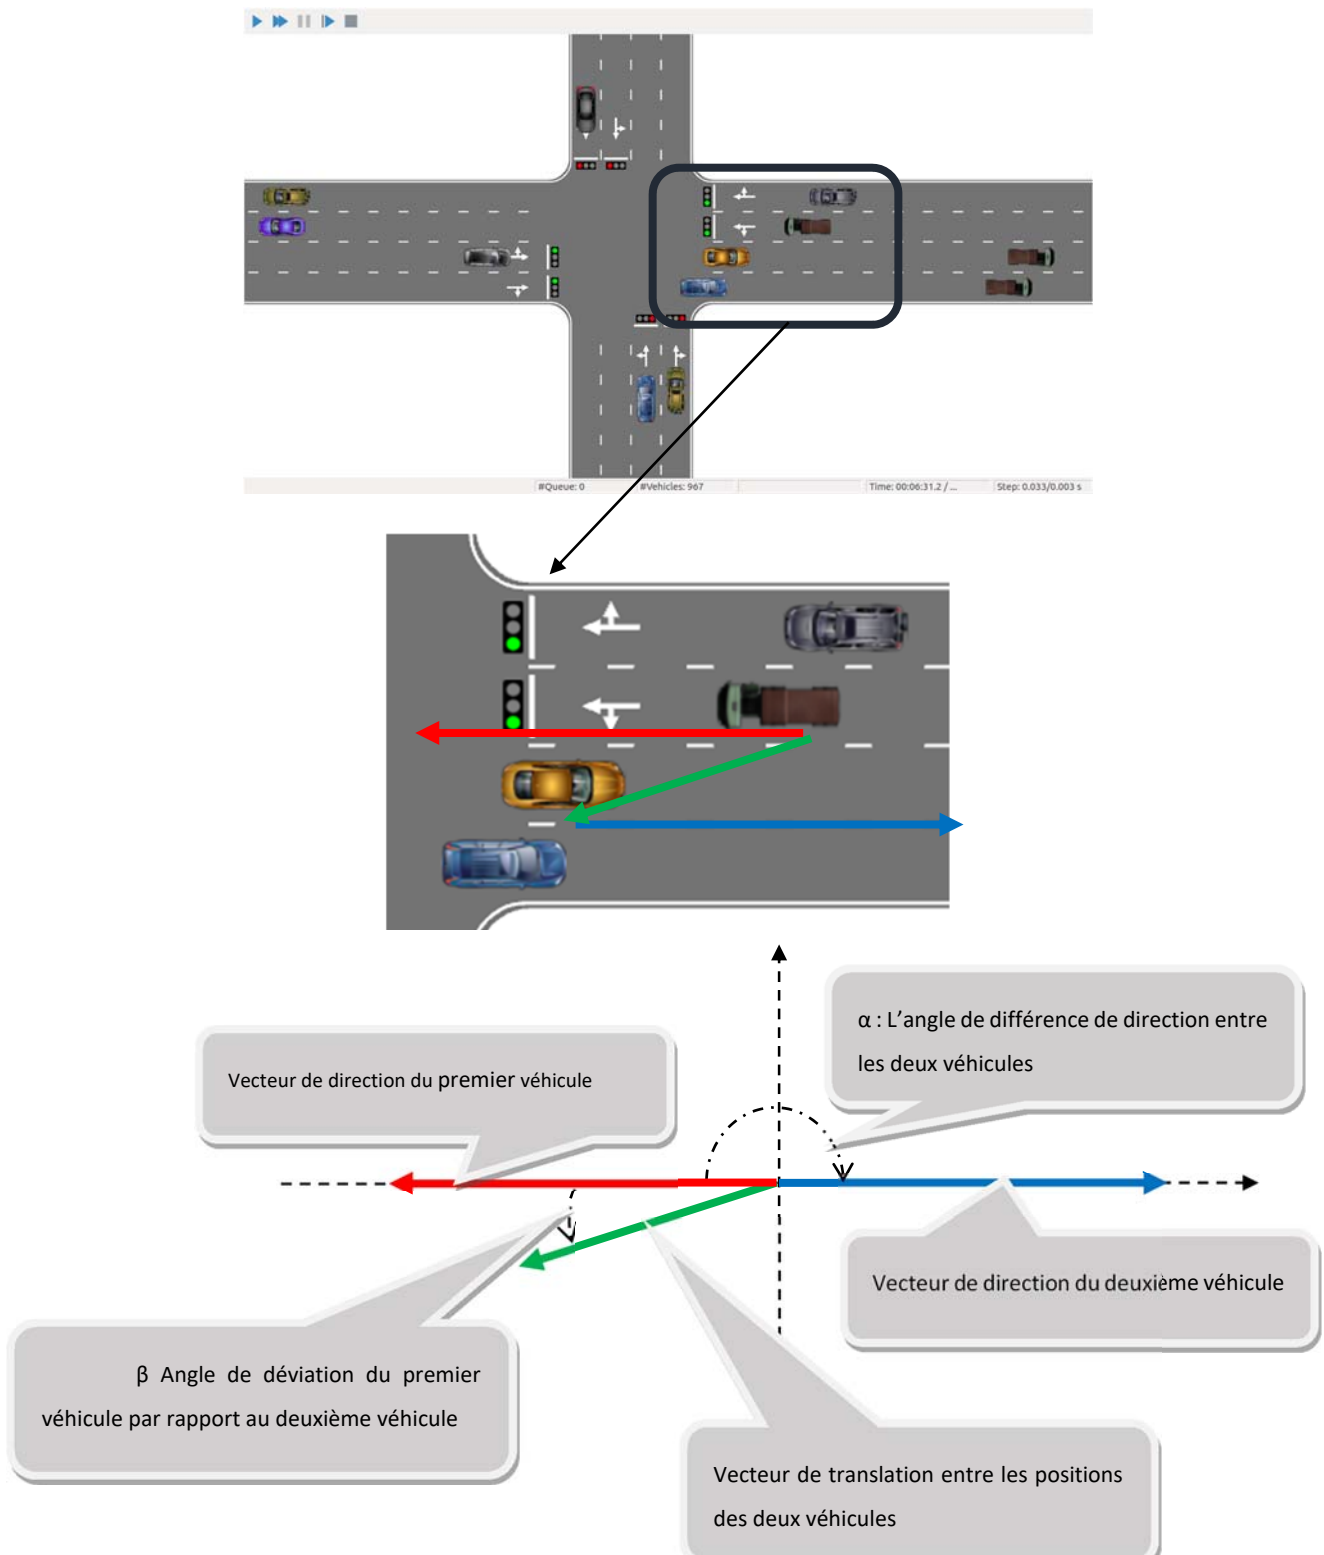 #Queue: 0 #Vehicles: 967 Time: 00:06:31.2 / ... Step: 0.033/0.003 s
α : L’angle de différence de direction entre
les deux véhicules
Vecteur de direction du premier véhicule
Vecteur de direction du deuxième véhicule
β Angle de déviation du premier
véhicule par rapport au deuxième véhicule
Vecteur de translation entre les positions
des deux véhicules